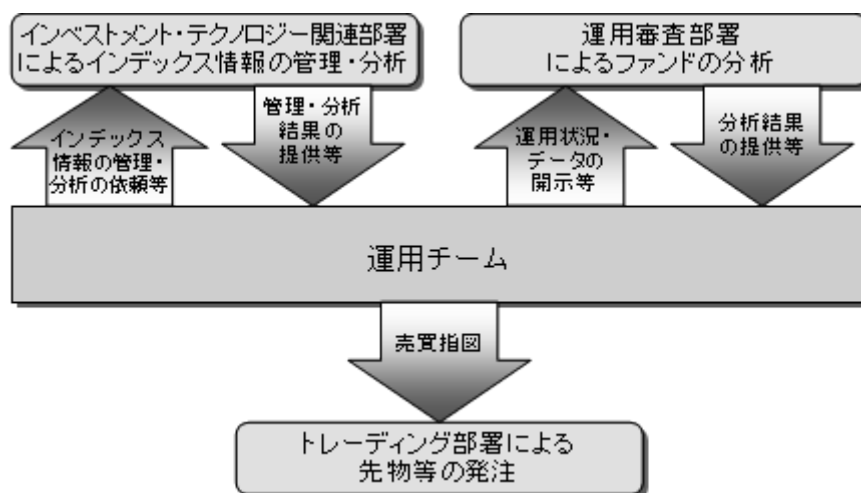 インベストメント・テクノロジー関連部署
によるインデックス情報の管理・分析
運用審査部署
によるファンドの分析
インデックス
情報の管理・
分析の依頼等
管理・分析
結果の
提供等
運用状況・
データの
開示等
分析結果
の提供等
運用チーム
売買指図
トレーディング部署による
先物等の発注